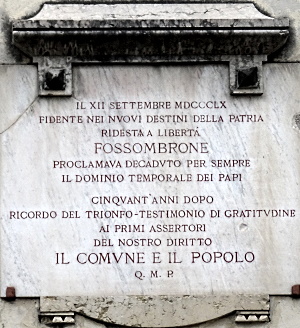 IL XII SETTEMBRE MDCCCLX
FIDENTE NEI NUOVI DESTINI DELLA PATRIA
RIDESTA A LIBERTÀ
FOSSOMBRONE
PROCLAMAVA DECADUTO PER SEMPRE
IL DOMINIO TEMPORALE DEI PAPI
CINQVANT'ANNI DOPO
RICORDO DEL TRIONFO-TESTIMONIO DI GRATITVDINE
AI PRIMI ASSERTORI
DEL NOSTRO DIRITTO
IL COMVNE E IL POPOLO
Q. M. P.